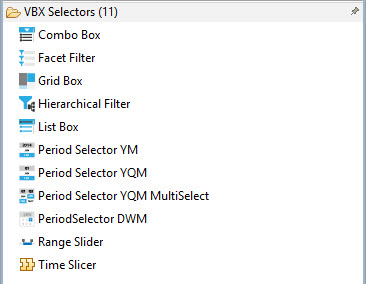 VBX Selectors (11)
Combo Box
Facet Filter
Grid Box
Hierarchical Filter
List Box
Period Selector YM
Period Selector YQM
Period Selector YQM MultiSelect
PeriodSelector DWM
Range Slider
Time Slicer